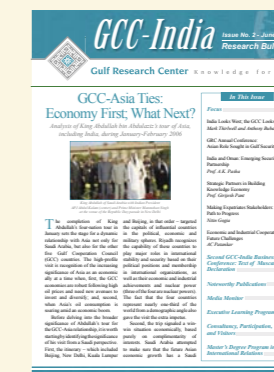 GCC-India
Issue No. 2 - June
Research Bul
Gulf Research Center Knowledge for
GCC-Asia Ties:
Economy First; What Next?
Analysis of King Abdullah bin Abdulaziz's tour of Asia,
including India, during January-February 2006
The completion of King
Abdullah's four-nation tour in
January sets the stage for a dynamic
relationship with Asia not only for
Saudi Arabia, but also for the other
five Gulf Cooperation Council
(GCC) countries. The high-profile
visit is recognition of the increasing
significance of Asia as an economic
ally at a time when, first, the GCC
economies are robust following high
oil prices and need new avenues to
invest and diversify; and, second,
when Asia's oil consumption is
soaring amid an economic boom.
Before delving into the broader
significance of Abdullah's tour for
the GCC-Asia relationship, it is worth
starting by identifying the significance
of his visit from a Saudi perspective.
First, the itinerary – which included
Beijing, New Delhi, Kuala Lumpur
and Beijing, in that order – targeted
the capitals of influential countries
in the political, economic and
military spheres. Riyadh recognizes
the capability of these countries to
play major roles in international
stability and security based on their
political positions and membership
in international organizations, as
well as their economic and industrial
achievements and nuclear power
(three of the four are nuclear powers).
The fact that the four countries
represent nearly one-third of the
world from a demographic angle also
gave the visit the extra impetus.
Second, the trip signaled a win-
win situation economically, based
purely on complementarity of
interests. Saudi Arabia attempted
to make sure that the future Asian
economic growth has a Saudi
In This Issue
Focus
India Looks West; the GCC Looks
Mark Thirlwell and Anthony Bubalo
GRC Annual Conference:
Asian Role Sought in Gulf Security
India and Oman: Emerging Security
Partnership
Prof. A.K. Pasha
Strategic Partners in Building
Knowledge Economy
Prof. Girijesh Pant
Making Expatriates Stakeholders:
Path to Progress
Nitin Gogia
Economic and Industrial Cooperation
Future Challenges
Second GCC-India Business
Conference: Text of Muscat
Declaration
Noteworthy Publications
Media Monitor
Executive Learning Program
Consultancy, Participation,
and Visitors
Master's Degree Program in
International Relations